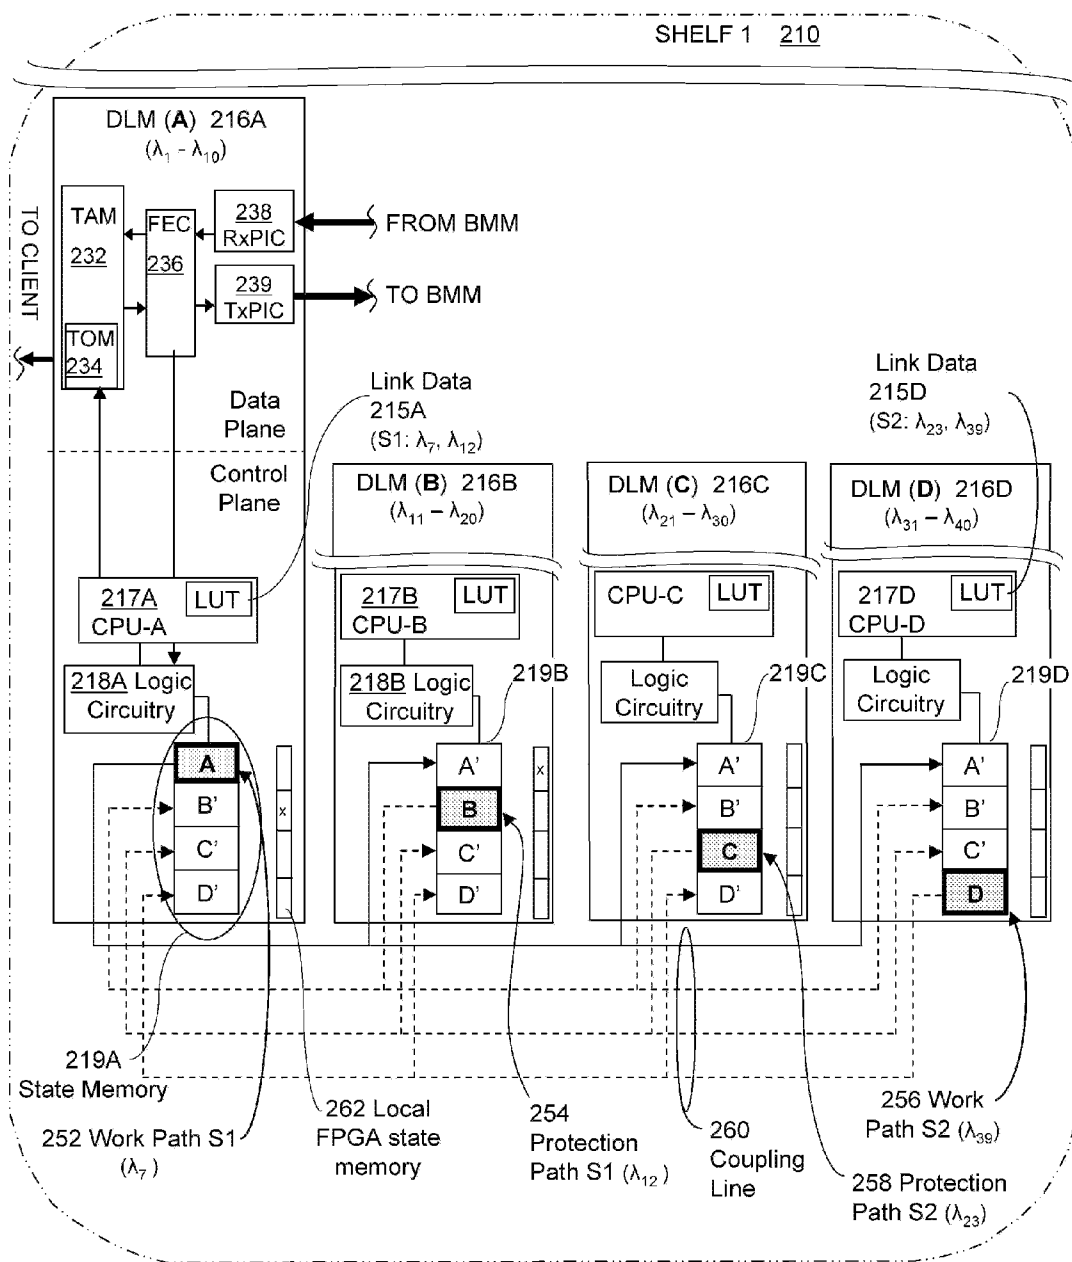 SHELF 1 210
DLM (A) 216A
(λ1 - λ10)
TO CLIENT
TAM
232
FEC
236
238
RxPIC
FROM BMM
239
TxPIC
TO BMM
TOM
234
Data
Plane
Control
Plane
Link Data
215A
(S1: λ7, λ12)
Link Data
215D
(S2: λ23, λ39)
DLM (B) 216B
(λ11 – λ20)
DLM (C) 216C
(λ21 – λ30)
DLM (D) 216D
(λ31 – λ40)
217A
CPU-A
LUT
217B
CPU-B
LUT
CPU-C
LUT
217D
CPU-D
LUT
218A Logic
Circuitry
218B Logic
Circuitry
219B
Logic
Circuitry
219C
Logic
Circuitry
219D
A
B'
C'
D'
x
A'
B
C'
D'
x
A'
B'
C
D'
A'
B'
C'
D
219A
State Memory
252 Work Path S1
(λ7)
262 Local
FPGA state
memory
254
Protection
Path S1 (λ12)
260
Coupling
Line
256 Work
Path S2 (λ39)
258 Protection
Path S2 (λ23)